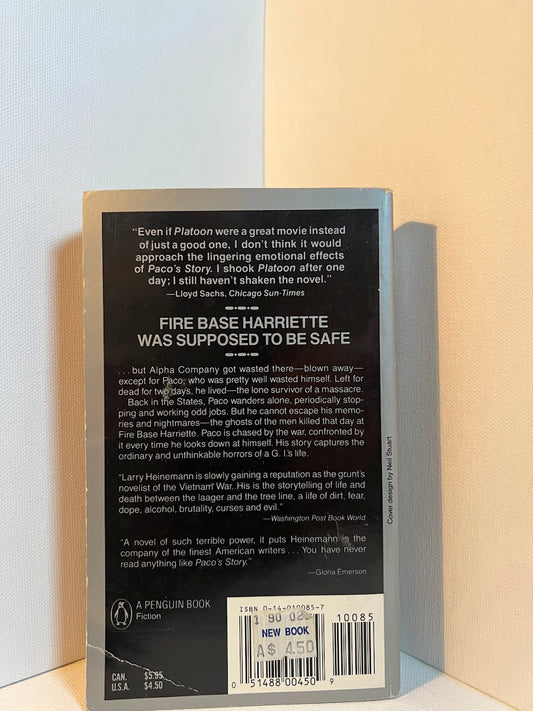 "Even if Platoon were a great movie instead
of just a good one, I don't think it would
approach the lingering emotional effects
of Paco's Story. I shook Platoon after one
day; I still haven't shaken the novel."
—Lloyd Sachs, Chicago Sun-Times
FIRE BASE HARRIETTE
WAS SUPPOSED TO BE SAFE
. . . but Alpha Company got wasted there—blown away—
except for Paco, who was pretty well wasted himself. Left for
dead for two days, he lived—the lone survivor of a massacre.
Back in the States, Paco wanders alone, periodically stop-
ping and working odd jobs. But he cannot escape his memo-
ries and nightmares—the ghosts of the men killed that day at
Fire Base Harriette. Paco is chased by the war, confronted by
it every time he looks down at himself. His story captures the
ordinary and unthinkable horrors of a G. I.'s life.
"Larry Heinemann is slowly gaining a reputation as the grunt's
novelist of the Vietnam War. His is the storytelling of life and
death between the laager and the tree line, a life of dirt, fear,
dope, alcohol, brutality, curses and evil."
—Washington Post Book World
"A novel of such terrible power, it puts Heinemann in the
company of the finest American writers . . . You have never
read anything like Paco's Story."
—Gloria Emerson
Cover design by Neil Stuart
A PENGUIN BOOK
Fiction
CAN. $5.95
U.S.A. $4.50
ISBN 0-14-010085-7
10085
1 90
NEW BOOK
A$ 4.50
0 51488 00450 9